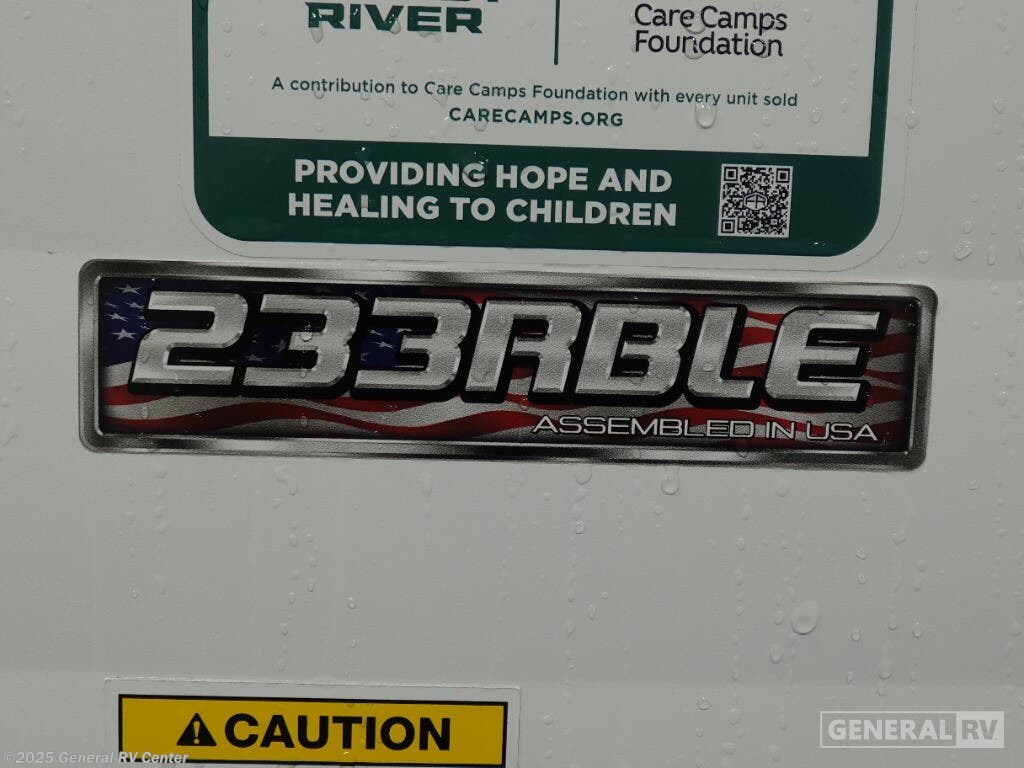 RIVER
Care Camps
Foundation
A contribution to Care Camps Foundation with every unit sold
CARECAMPS.ORG
PROVIDING HOPE AND
HEALING TO CHILDREN
233RBLE
ASSEMBLED IN USA
CAUTION
GENERAL RV
©2025 General RV Center